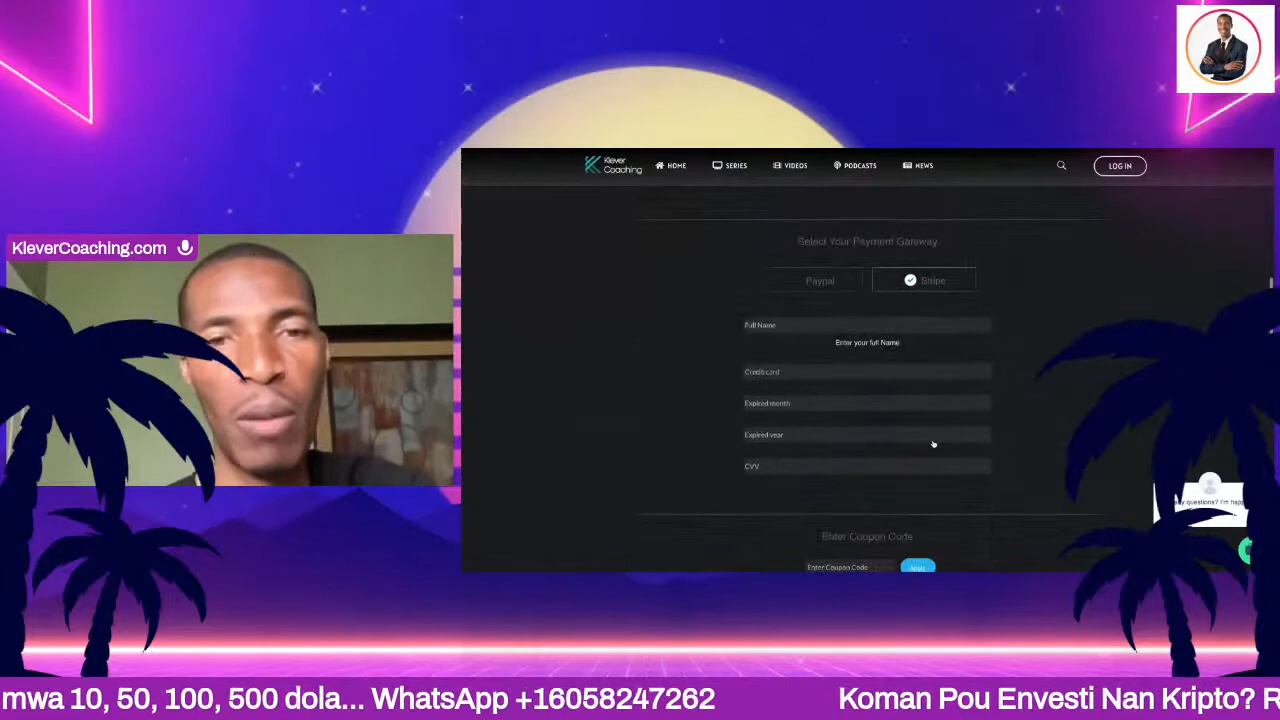 KleverCoaching.com
Klever
Coaching
HOME
SERIES
VIDEOS
PODCASTS
NEWS
LOG IN
Select Your Payment Gateway
Paypal
Stripe
Full Name
Enter your full Name
Credit card
Expired month
Expired year
CVV
Enter Coupon Code
Enter Coupon Code
Apply
questions? I'm
mwa 10, 50, 100, 500 dola... WhatsApp +16058247262
Koman Pou Envesti Nan Kripto? R